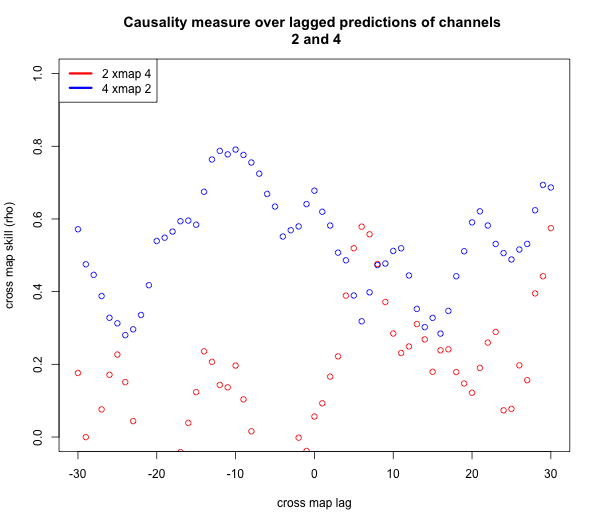 Causality measure over lagged predictions of channels
2 and 4
2 xmap 4
4 xmap 2
cross map skill (rho)
1.0
0.8
0.6
0.4
0.2
0.0
-30 -20 -10 0 10 20 30
cross map lag